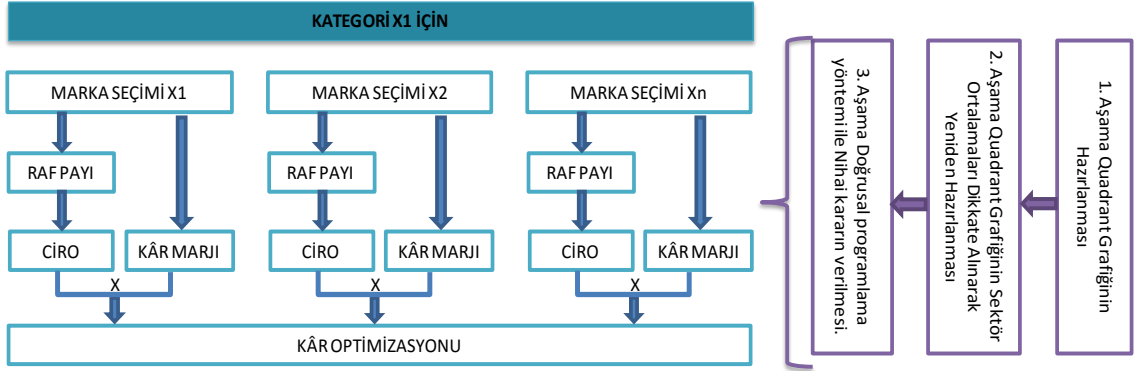 KATEGORİ X1 İÇİN
MARKA SEÇİMİ X1
MARKA SEÇİMİ X2
MARKA SEÇİMİ Xn
RAF PAYI
RAF PAYI
RAF PAYI
CİRO
KÂR MARJI
CİRO
KÂR MARJI
CİRO
KÂR MARJI
X
X
X
KÂR OPTİMİZASYONU
3. Aşama Doğrusal programlama
yöntemi ile Nihai kararın verilmesi.
2. Aşama Quadrant Grafiğinin Sektör
Ortalamaları Dikkate Alınarak
Yeniden Hazırlanması
1. Aşama Quadrant Grafiğinin
Hazırlanması